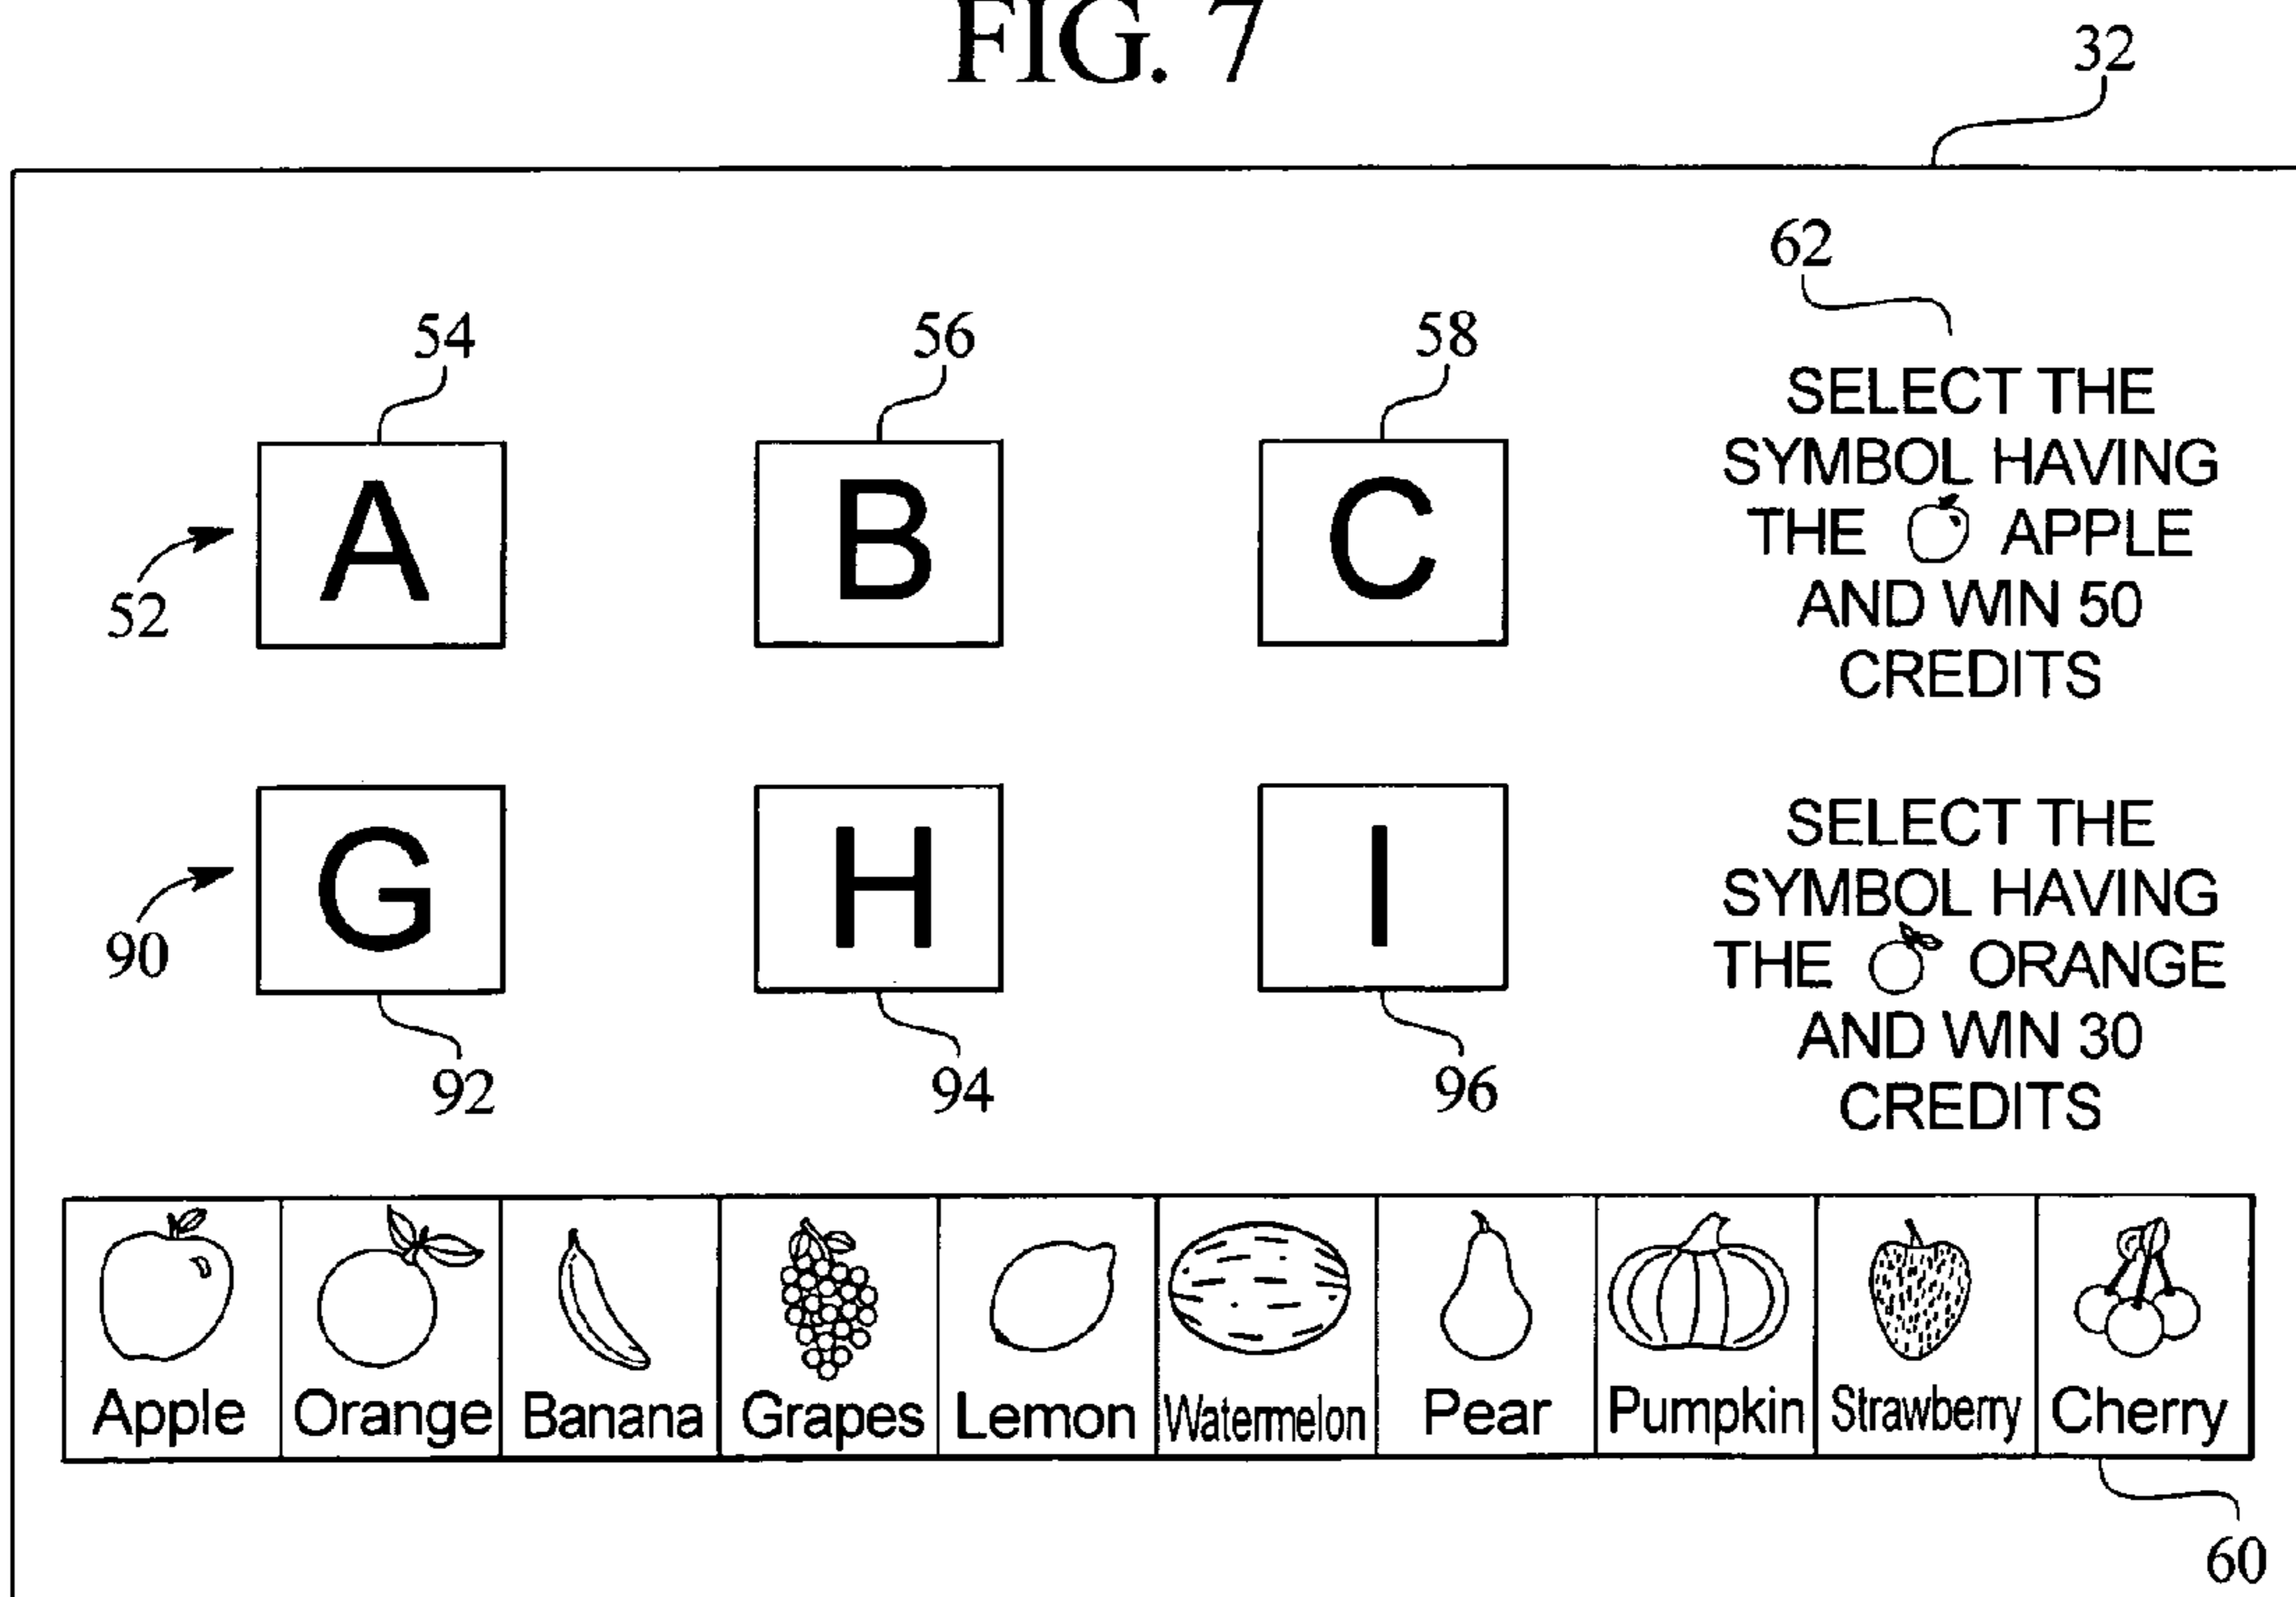 FIG. 7
32
62
54 56 58
SELECT THE
SYMBOL HAVING
THE APPLE
AND WIN 50
CREDITS
A B C
52
G H I
90
92 94 96
SELECT THE
SYMBOL HAVING
THE ORANGE
AND WIN 30
CREDITS
Apple Orange Banana Grapes Lemon Watermelon Pear Pumpkin Strawberry Cherry
60